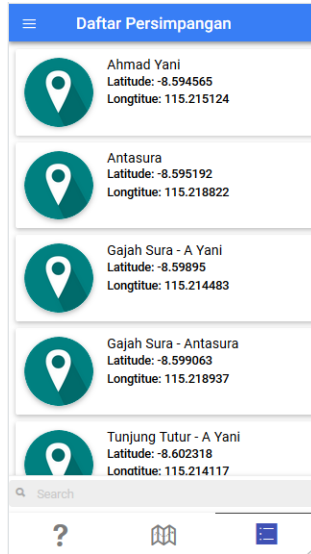 Daftar Persimpangan
Ahmad Yani
Latitude: -8.594565
Longtitue: 115.215124
Antasura
Latitude: -8.595192
Longtitue: 115.218822
Gajah Sura - A Yani
Latitude: -8.59895
Longtitue: 115.214483
Gajah Sura - Antasura
Latitude: -8.599063
Longtitue: 115.218937
Tunjung Tutur - A Yani
Latitude: -8.602318
Longtitue: 115.214117
Search
?